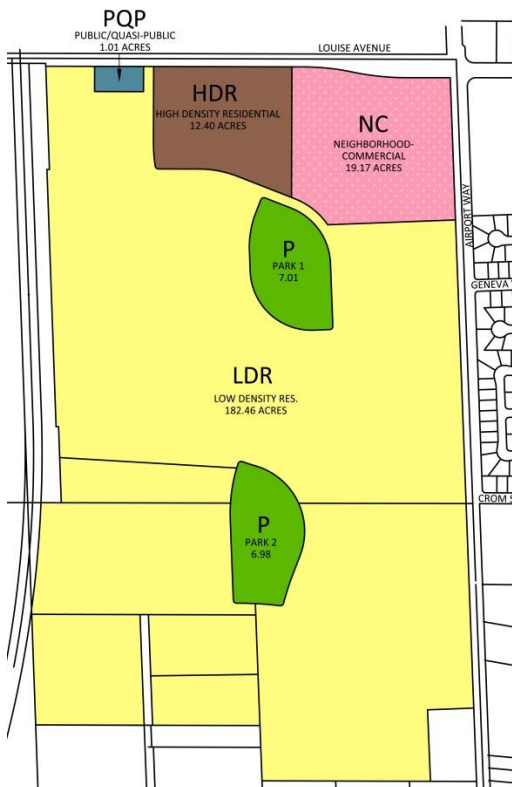 PQP
PUBLIC/QUASI-PUBLIC
1.01 ACRES
LOUISE AVENUE
HDR
HIGH DENSITY RESIDENTIAL
12.40 ACRES
NC
NEIGHBORHOOD-
COMMERCIAL
19.17 ACRES
AIRPORT WAY
P
PARK 1
7.01
GENEVA
LDR
LOW DENSITY RES.
182.46 ACRES
CROM S
P
PARK 2
6.98